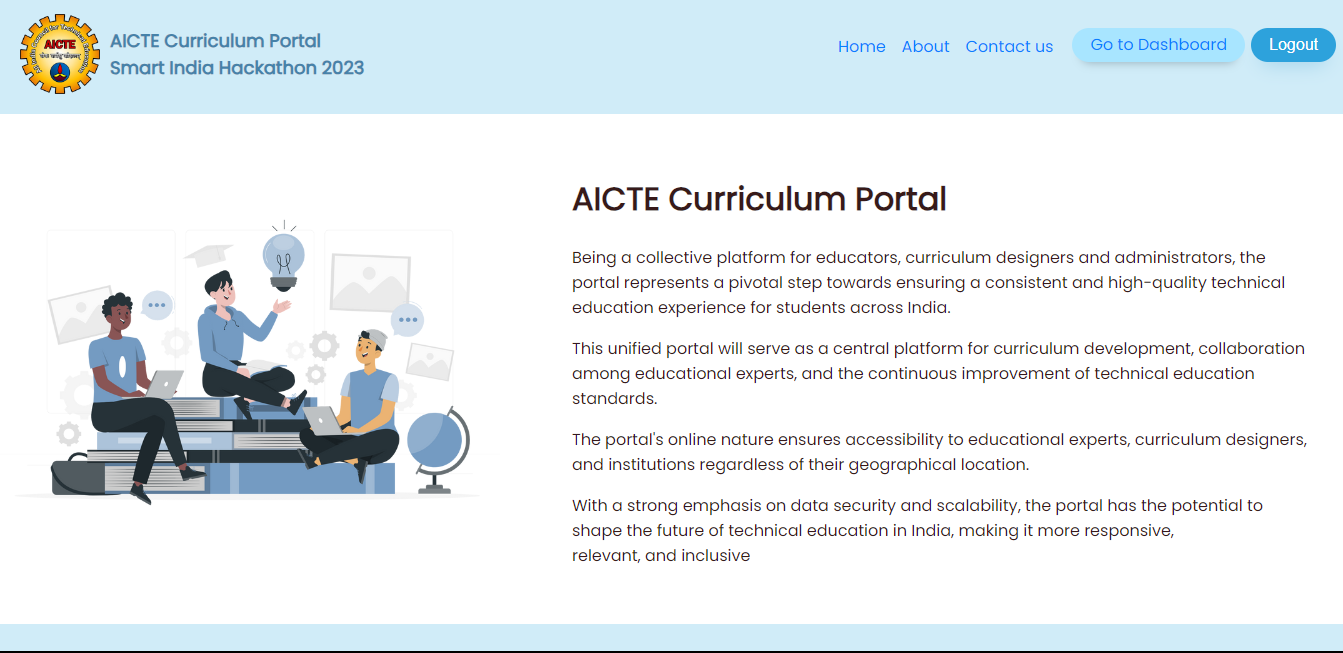 AICTE
AICTE Curriculum Portal
Smart India Hackathon 2023
Home
About
Contact us
Go to Dashboard
Logout
AICTE Curriculum Portal
Being a collective platform for educators, curriculum designers and administrators, the
portal represents a pivotal step towards ensuring a consistent and high-quality technical
education experience for students across India.
This unified portal will serve as a central platform for curriculum development, collaboration
among educational experts, and the continuous improvement of technical education
standards.
The portal's online nature ensures accessibility to educational experts, curriculum designers,
and institutions regardless of their geographical location.
With a strong emphasis on data security and scalability, the portal has the potential to
shape the future of technical education in India, making it more responsive,
relevant, and inclusive